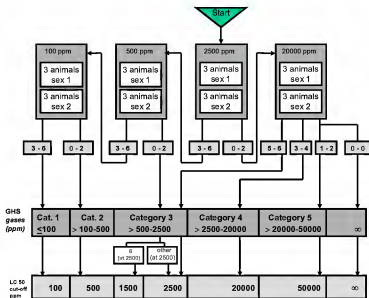 Start
100 ppm
500 ppm
2500 ppm
20000 ppm
3 animals
sex 1
3 animals
sex 1
3 animals
sex 1
3 animals
sex 1
3 animals
sex 2
3 animals
sex 2
3 animals
sex 2
3 animals
sex 2
3 - 6
0 - 2
3 - 6
0 - 2
3 - 6
0 - 2
5 - 6
3 - 4
1 - 2
0 - 0
GHS
gases
(ppm)
Cat. 1
≤100
Cat. 2
> 100-500
Category 3
> 500-2500
Category 4
> 2500-20000
Category 5
> 20000-50000
∞
(at 2500)
other
(at 2500)
LC 50
cut-off
ppm
100
500
1500
2500
20000
50000
∞